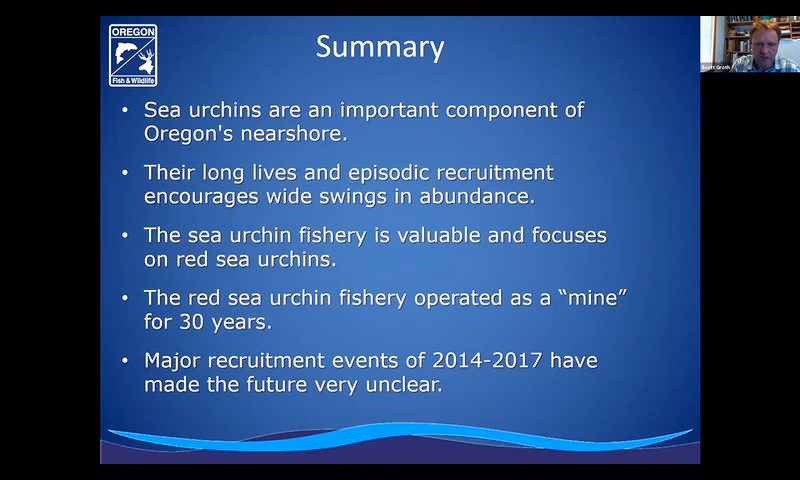 OREGON
Fish & Wildlife
Summary
Scott Groth
• Sea urchins are an important component of
Oregon's nearshore.
• Their long lives and episodic recruitment
encourages wide swings in abundance.
• The sea urchin fishery is valuable and focuses
on red sea urchins.
• The red sea urchin fishery operated as a “mine”
for 30 years.
• Major recruitment events of 2014-2017 have
made the future very unclear.